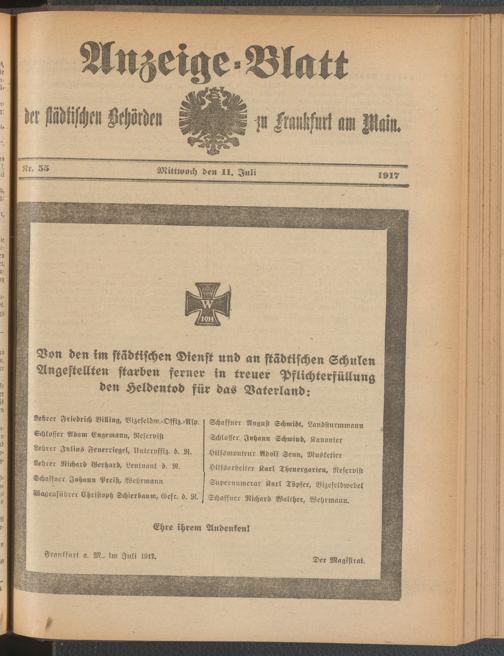 Anzeige-Blatt
der städtischen Behörden zu Frankfurt am Main.
Nr. 55 Mittwoch den 11. Juli 1917
W
1914
Von den im städtischen Dienst und an städtischen Schulen
Angestellten starben ferner in treuer Pflichterfüllung
den Heldentod für das Vaterland:
Lehrer Friedrich Billing, Vizefeldw.-Offiz.-Asp.
Schlosser Adam Engemann, Reservist
Lehrer Julius Feuerriegel, Unteroffiz. d. R.
Lehrer Richard Gerhard, Leutnant d. R.
Schaffner Johann Preiß, Wehrmann
Wagenführer Christoph Schierbaum, Gefr. d. R.
Schaffner August Schmidt, Landsturmmann
Schlosser Johann Schwind, Kanonier
Hilfsmonteur Adolf Senn, Musketier
Hilfsarbeiter Karl Theuergarten, Reservist
Supernumerar Karl Töpfer, Vizefeldwebel
Schaffner Richard Walther, Wehrmann.
Ehre ihrem Andenken!
Frankfurt a. M., im Juli 1917.
Der Magistrat.